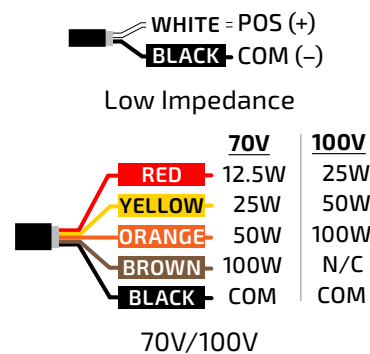 WHITE = POS (+)
BLACK - COM (–)
Low Impedance
70V 100V
RED 12.5W 25W
YELLOW 25W 50W
ORANGE 50W 100W
BROWN 100W N/C
BLACK COM COM
70V/100V